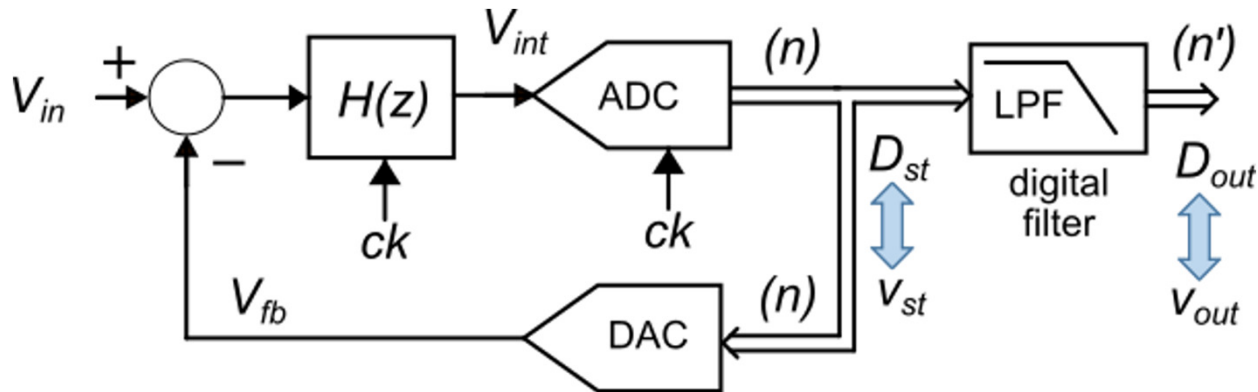 V_in
+
−
H(z)
ck
V_int
ADC
ck
(n)
D_st
v_st
LPF
digital
filter
(n')
D_out
v_out
V_fb
DAC
(n)